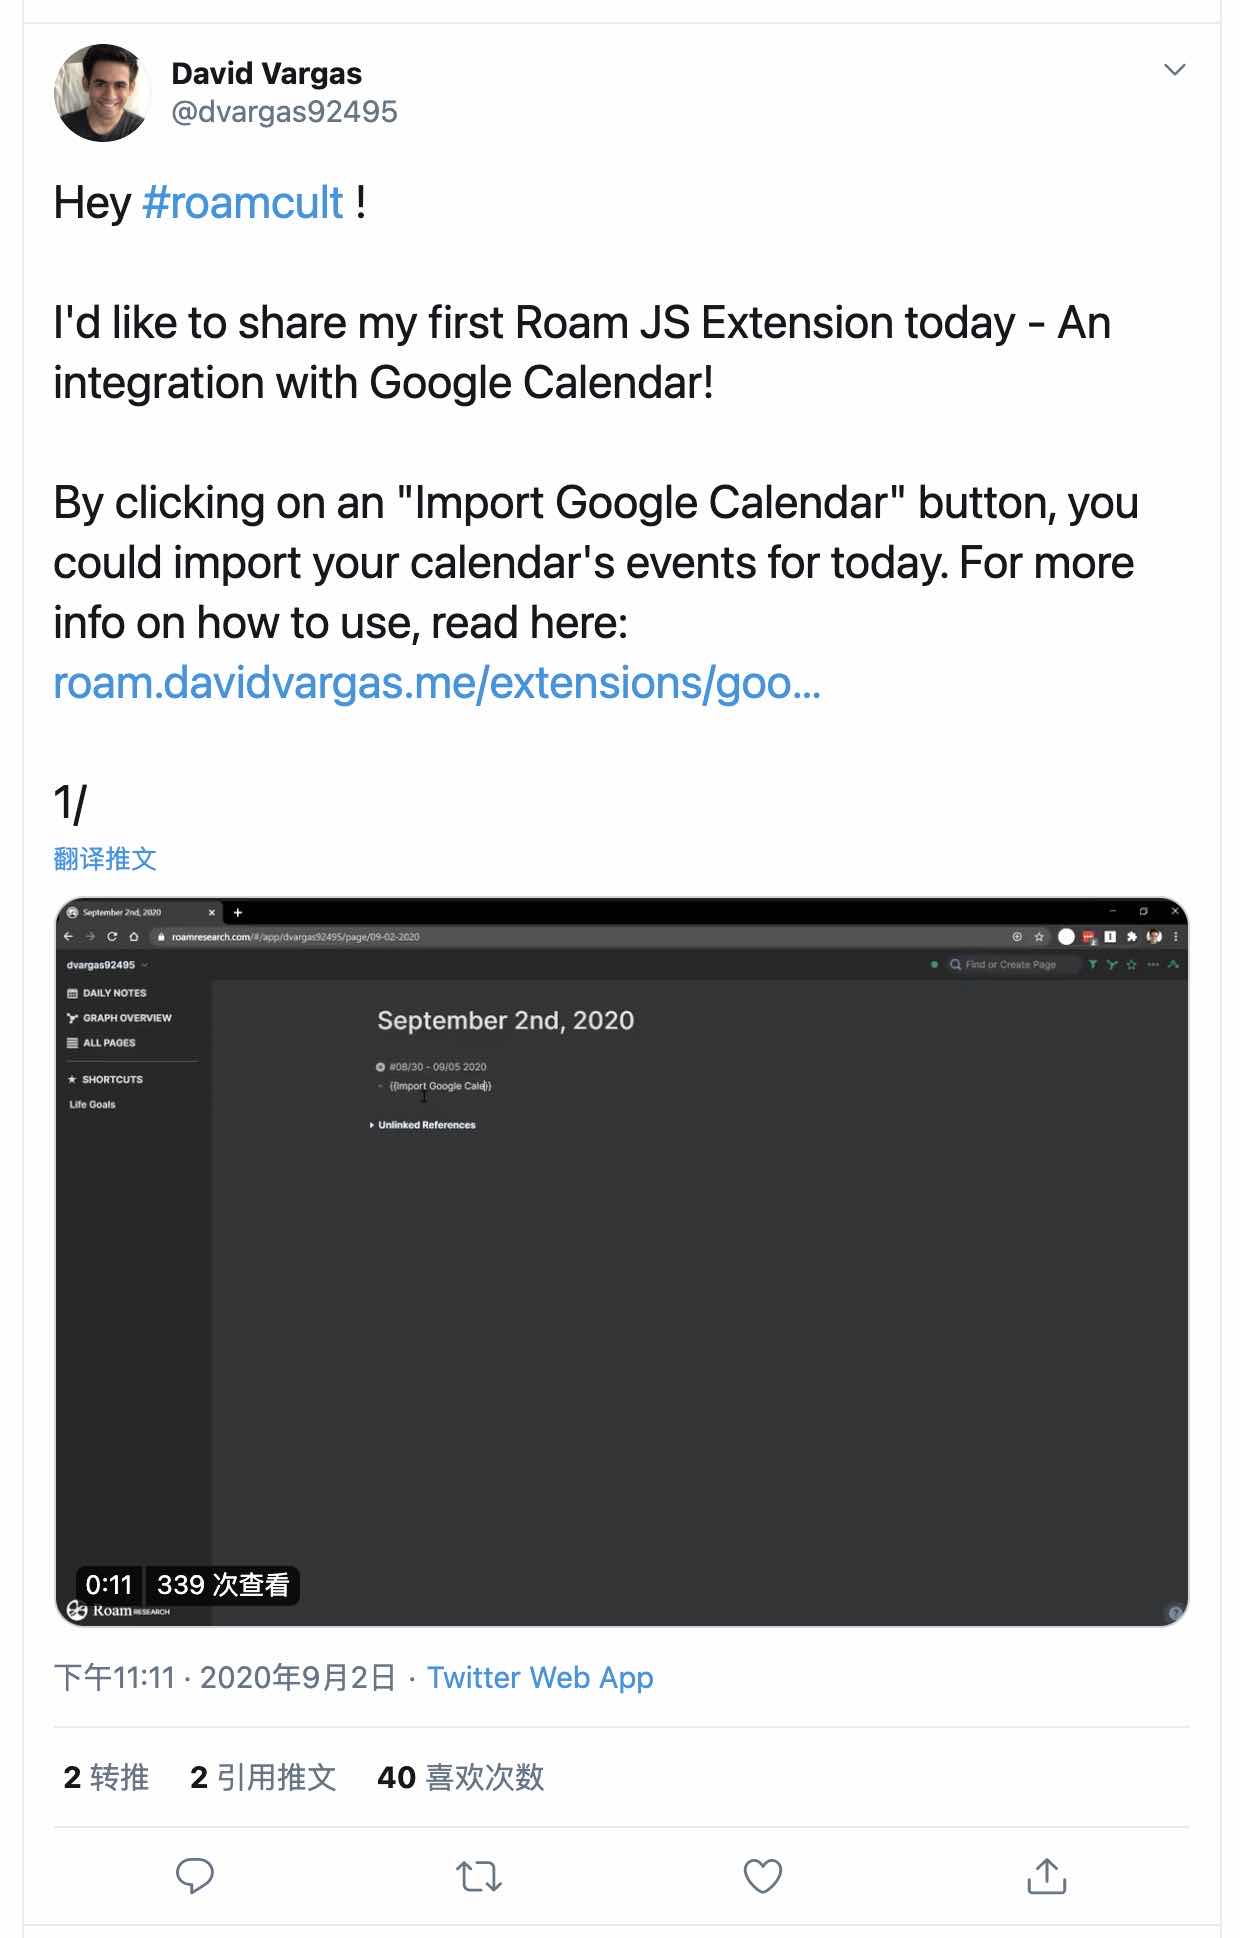 David Vargas
@dvargas92495
Hey #roamcult !
I'd like to share my first Roam JS Extension today - An
integration with Google Calendar!
By clicking on an "Import Google Calendar" button, you
could import your calendar's events for today. For more
info on how to use, read here:
roam.davidvargas.me/extensions/goo...
1/
翻译推文
September 2nd, 2020
roamresearch.com/#/app/dvargas92495/page/09-02-2020
dvargas92495
Find or Create Page
DAILY NOTES
GRAPH OVERVIEW
ALL PAGES
SHORTCUTS
Life Goals
September 2nd, 2020
#08/30 - 09/05 2020
{{Import Google Cale}}
Unlinked References
0:11 339 次查看
Roam RESEARCH
下午11:11 · 2020年9月2日 · Twitter Web App
2 转推 2 引用推文 40 喜欢次数